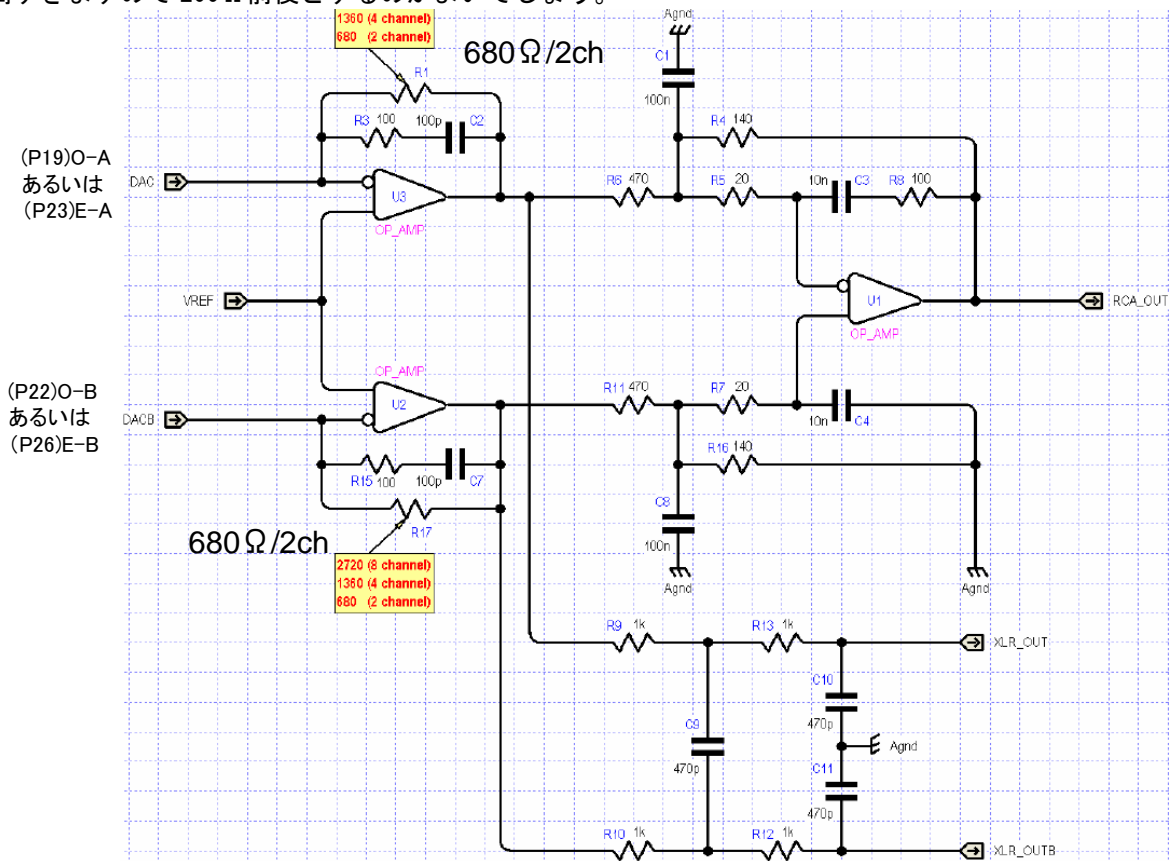 1360 (4 channel)
680 (2 channel)
680Ω/2ch
Agnd
C1
100n
R1
R3 100
100p C2
R4 140
(P19)O-A
あるいは
(P23)E-A
DAC
U3
OP_AMP
R6 470
R5 20
10n C3
R8 100
VREF
U1
OP_AMP
RCA_OUT
(P22)O-B
あるいは
(P26)E-B
DACB
OP_AMP
U2
R11 470
R7 20
10n C4
R15 100
100p C7
R16 140
R17
C8
100n
Agnd
Agnd
680Ω/2ch
2720 (8 channel)
1360 (4 channel)
680 (2 channel)
R9 1k
R13 1k
XLR_OUT
C10
470p
C9
470p
Agnd
C11
470p
R10 1k
R12 1k
XLR_OUTB